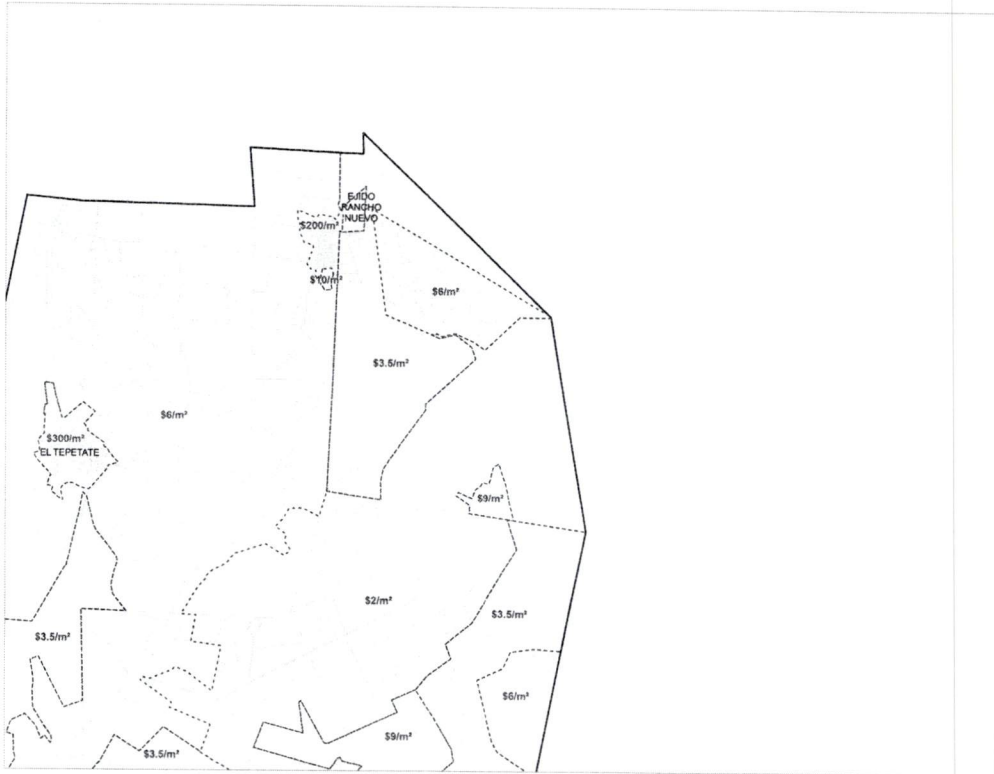 EJIDO
RANCHO
NUEVO
$200/m²
$10/m²
$6/m²
$3.5/m²
$6/m²
$300/m²
EL TEPETATE
$9/m²
$2/m²
$3.5/m²
$3.5/m²
$6/m²
$9/m²
$3.5/m²